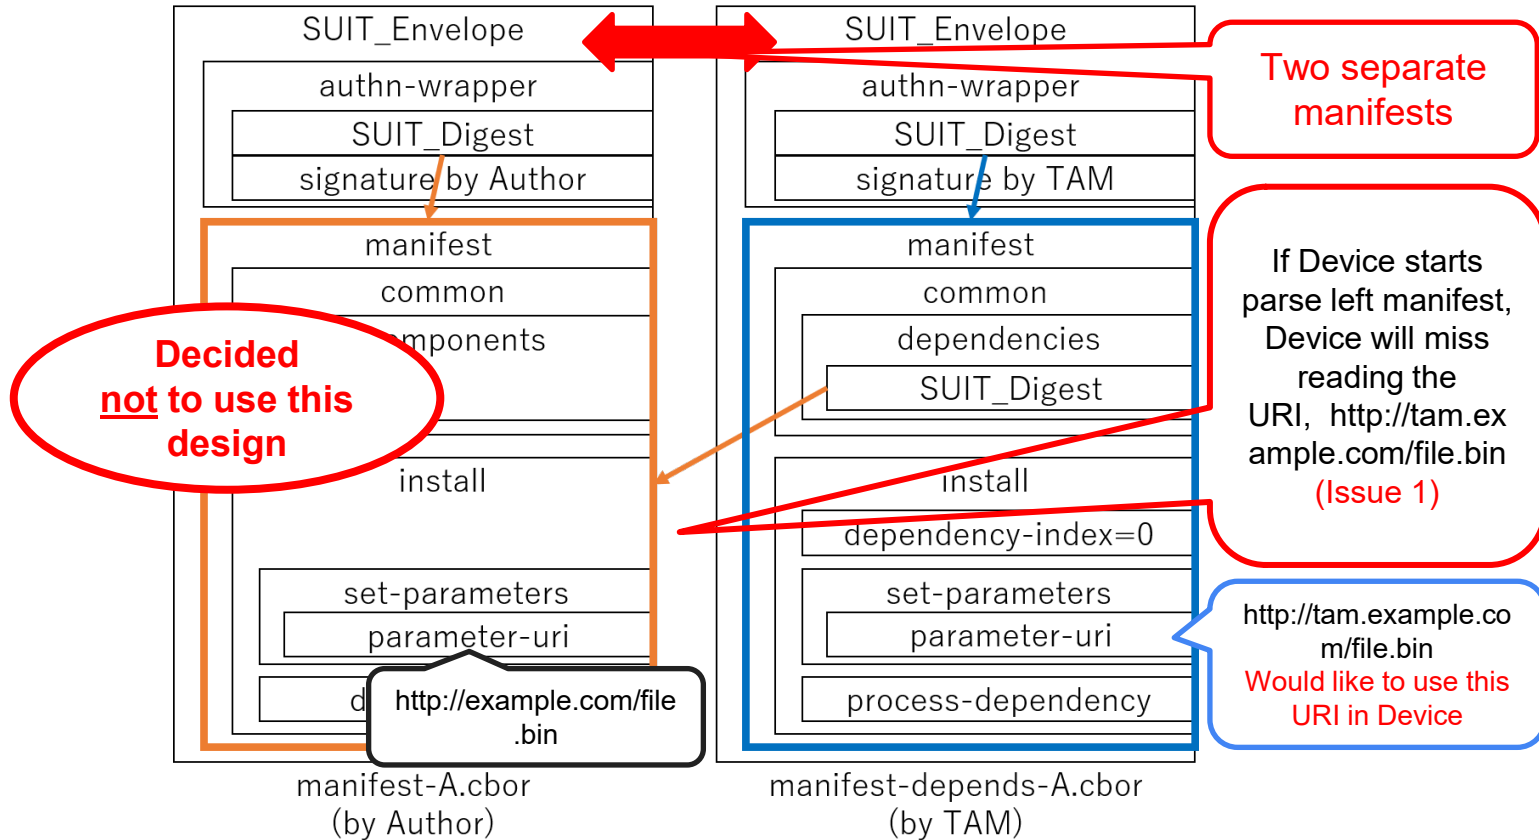 SUIT_Envelope
authn-wrapper
SUIT_Digest
signature by Author
manifest
common
mponents
Decided
not to use this
design
install
set-parameters
parameter-uri
d
http://example.com/file
.bin
manifest-A.cbor
(by Author)
SUIT_Envelope
authn-wrapper
SUIT_Digest
signature by TAM
manifest
common
dependencies
SUIT_Digest
install
dependency-index=0
set-parameters
parameter-uri
process-dependency
manifest-depends-A.cbor
(by TAM)
Two separate
manifests
If Device starts
parse left manifest,
Device will miss
reading the
URI, http://tam.ex
ample.com/file.bin
(Issue 1)
http://tam.example.co
m/file.bin
Would like to use this
URI in Device